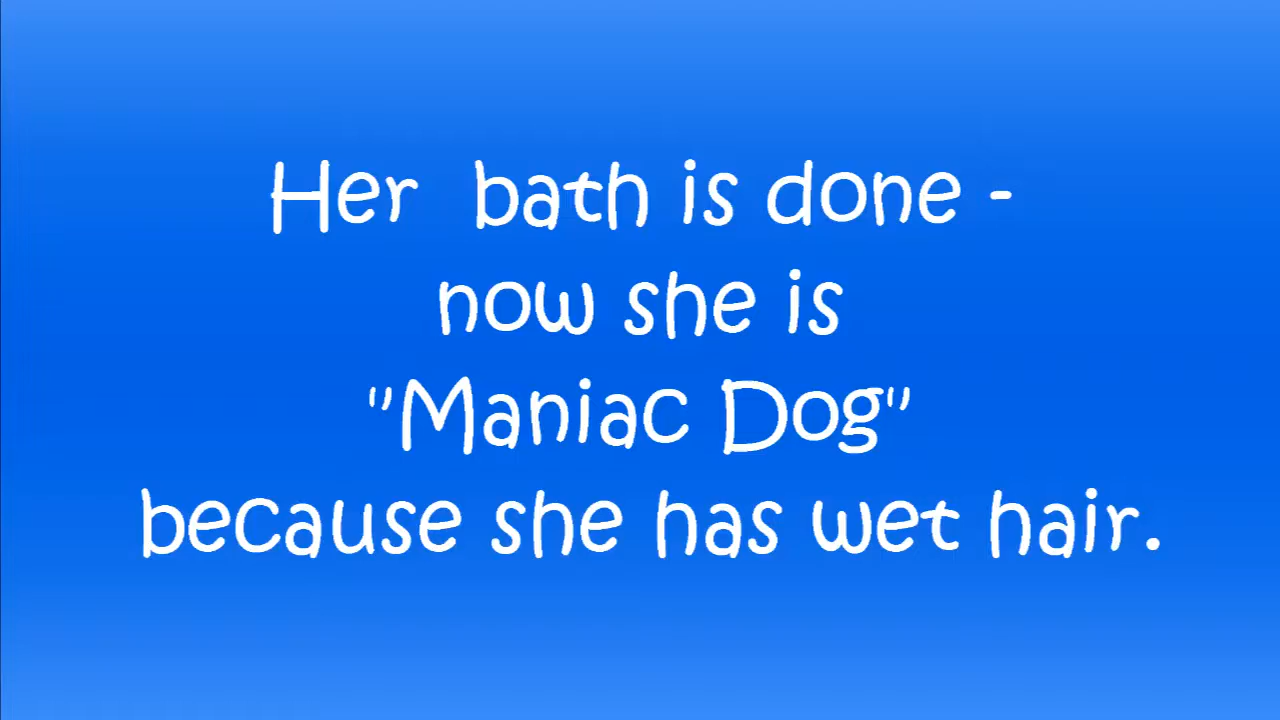 Her  bath is done -
now she is
"Maniac Dog"
because she has wet hair.